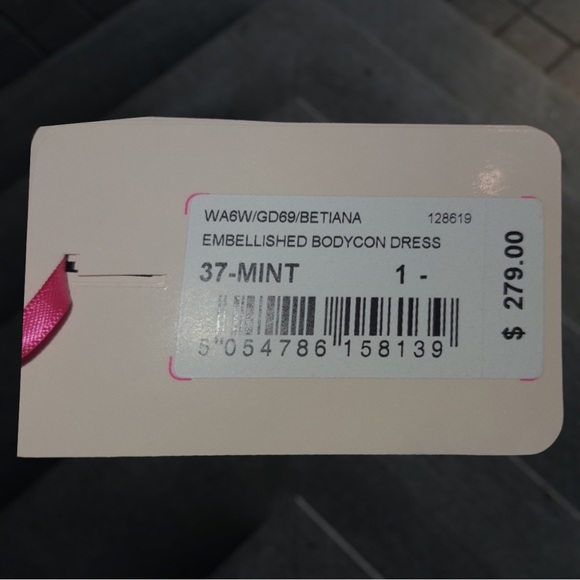 WA6W/GD69/BETIANA 128619
EMBELLISHED BODYCON DRESS
37-MINT 1 -
5 054786 158139
$ 279.00